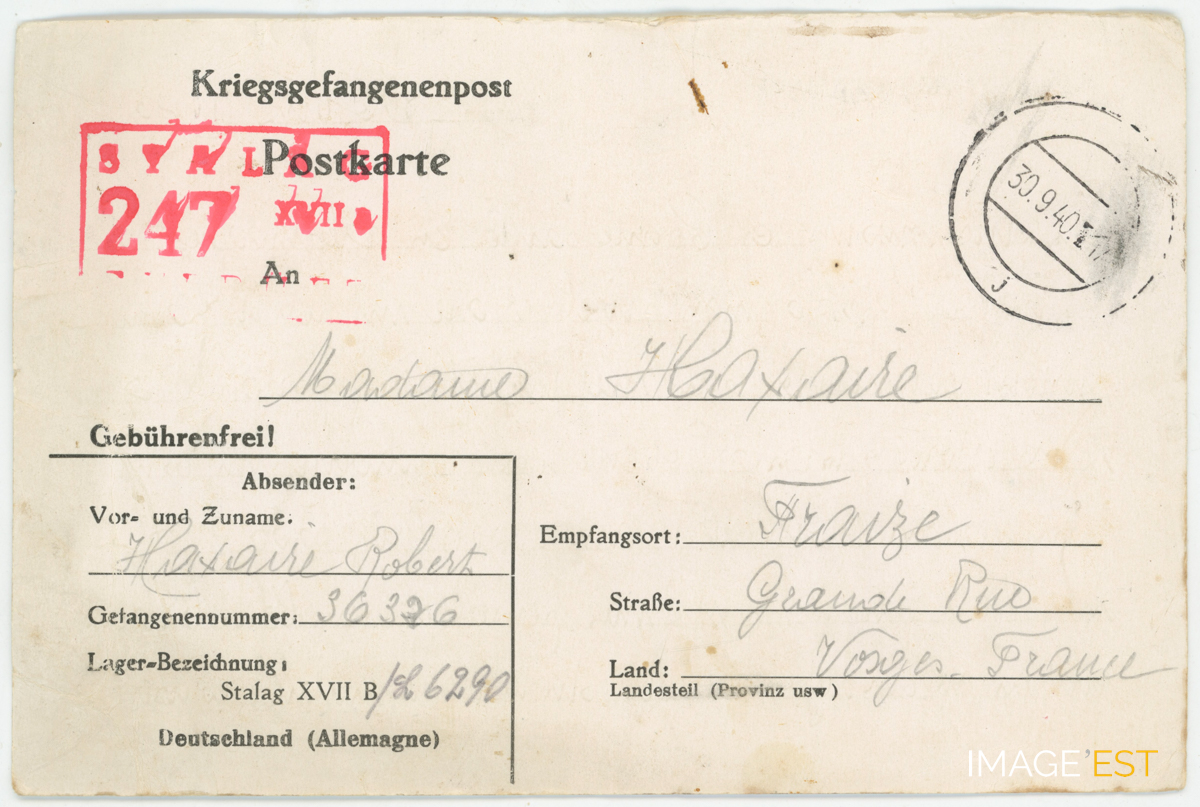 Kriegsgefangenenpost
Postkarte
STALAG
247 XVII B
An
Madame Haxaire
Gebührenfrei!
Absender:
Vor- und Zuname:
Haxaire Robert
Gefangenennummer: 36326
Lager-Bezeichnung:
Stalag XVII B / 6290
Deutschland (Allemagne)
30.9.40
j
Empfangsort: Fraize
Straße: Grande Rue
Land: Vosges. France
Landesteil (Provinz usw)
IMAGE EST